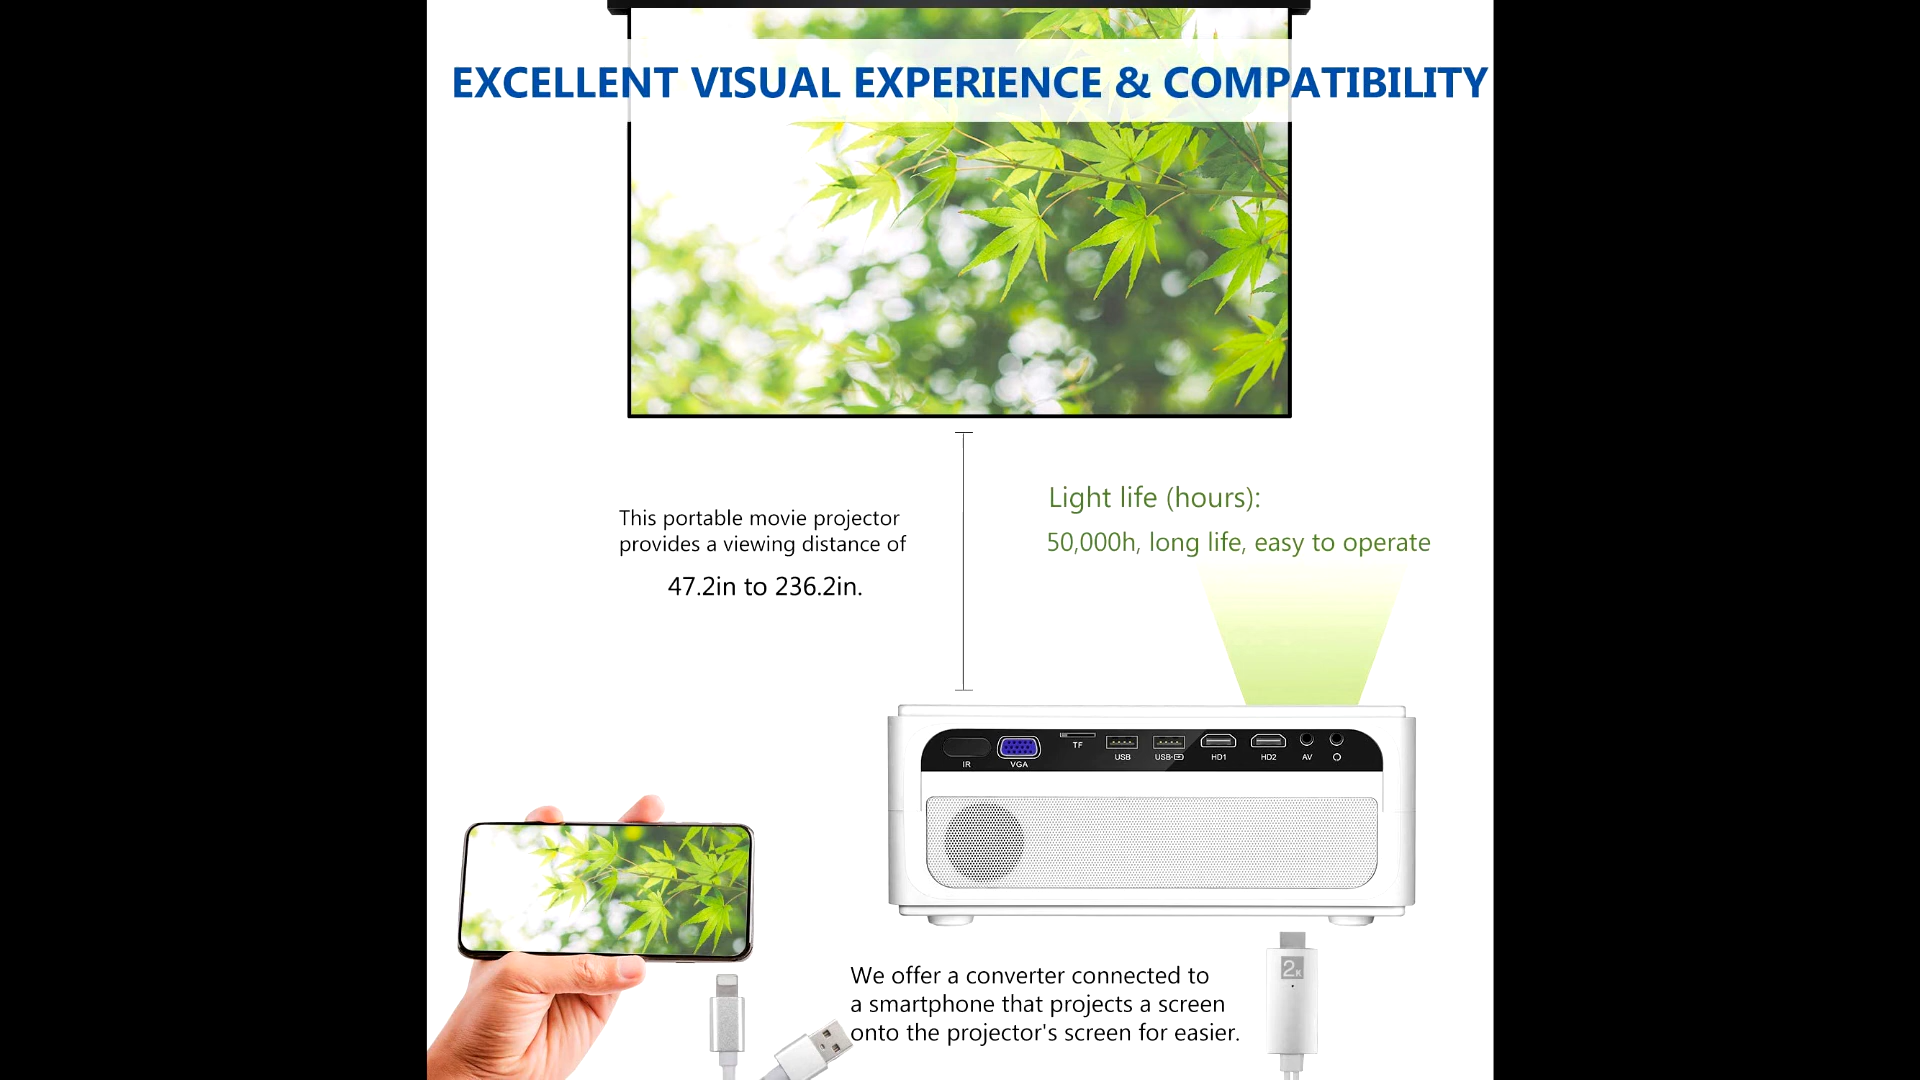 EXCELLENT VISUAL EXPERIENCE & COMPATIBILITY
This portable movie projector
provides a viewing distance of
47.2in to 236.2in.
Light life (hours):
50,000h, long life, easy to operate
IR
VGA
TF
USB
USB-
HD1
HD2
AV
We offer a converter connected to
a smartphone that projects a screen
onto the projector's screen for easier.
2K